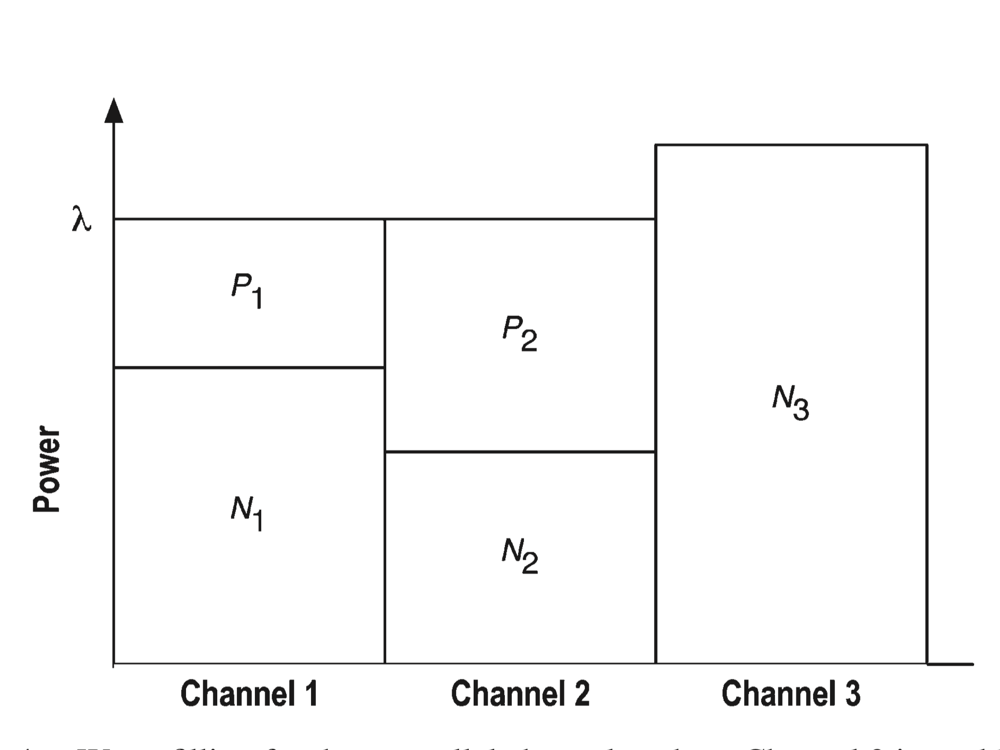 λ
P1
P2
N3
Power
N1
N2
Channel 1
Channel 2
Channel 3